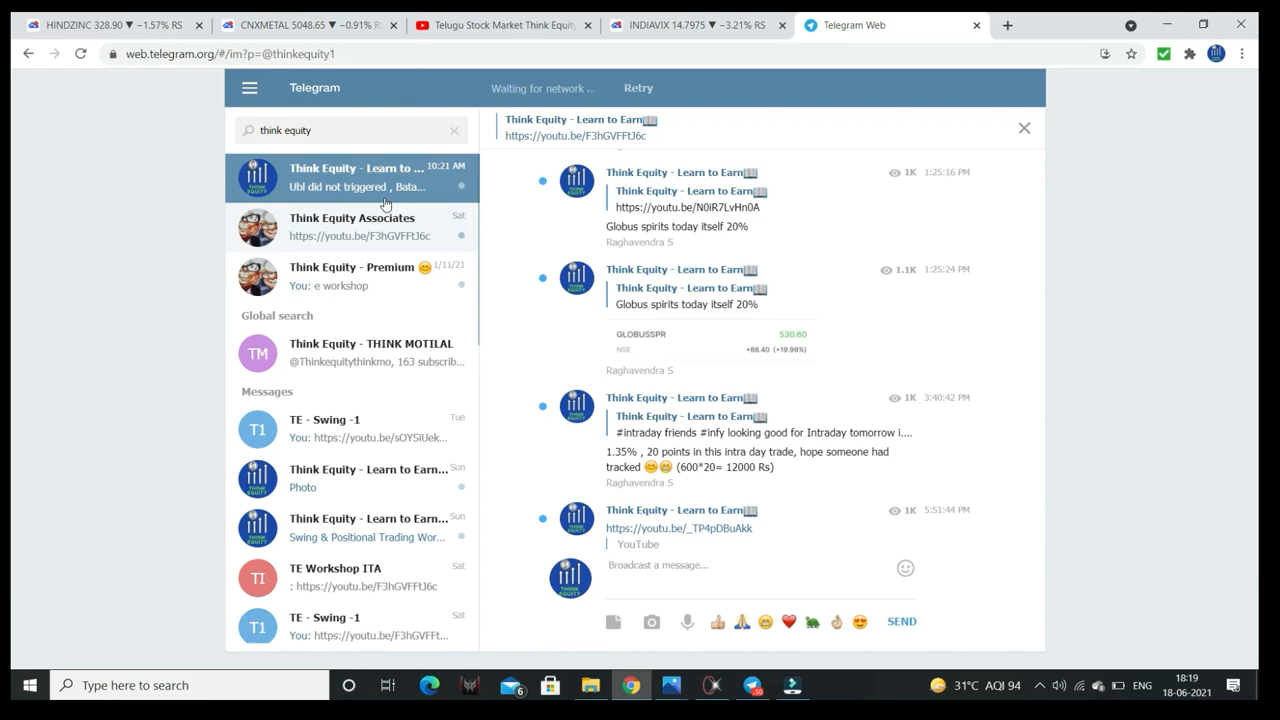 HINDZINC 328.90 ▼ −1.57% RS
CNXMETAL 5048.65 ▼ −0.91%
Telugu Stock Market Think Equity
INDIAVIX 14.7975 ▼ −3.21% RS
Telegram Web
web.telegram.org/#/im?p=@thinkequity1
Telegram
Waiting for network ..
Retry
think equity
Think Equity - Learn to ... 10:21 AM
Ubl did not triggered , Bata...
Think Equity Associates Sat
https://youtu.be/F3hGVFFtJ6c
Think Equity - Premium 😊 1/11/21
You: e workshop
Global search
TM
Think Equity - THINK MOTILAL
@Thinkequitythinkmo, 163 subscrib...
Messages
T1
TE - Swing -1 Tue
You: https://youtu.be/sOYSiUek...
Think Equity - Learn to Earn... Sun
Photo
Think Equity - Learn to Earn... Sun
Swing & Positional Trading Wor...
TI
TE Workshop ITA Sat
: https://youtu.be/F3hGVFFtJ6c
T1
TE - Swing -1 Sat
You: https://youtu.be/F3hGVFFt...
Think Equity - Learn to Earn📖
https://youtu.be/F3hGVFFtJ6c
Think Equity - Learn to Earn📖 1K 1:25:16 PM
Think Equity - Learn to Earn📖
https://youtu.be/N0iR7LvHn0A
Globus spirits today itself 20%
Raghavendra S
Think Equity - Learn to Earn📖 1.1K 1:25:24 PM
Think Equity - Learn to Earn📖
Globus spirits today itself 20%
GLOBUSSPR 530.60
NSE +88.40 (+19.99%)
Raghavendra S
Think Equity - Learn to Earn📖 1K 3:40:42 PM
Think Equity - Learn to Earn📖
#intraday friends #infy looking good for Intraday tomorrow i....
1.35% , 20 points in this intra day trade, hope someone had
tracked 😊😁 (600*20= 12000 Rs)
Raghavendra S
Think Equity - Learn to Earn📖 1K 5:51:44 PM
https://youtu.be/_TP4pDBuAkk
YouTube
Broadcast a message...
SEND
Type here to search
6
31°C AQI 94
ENG
18:19
18-06-2021